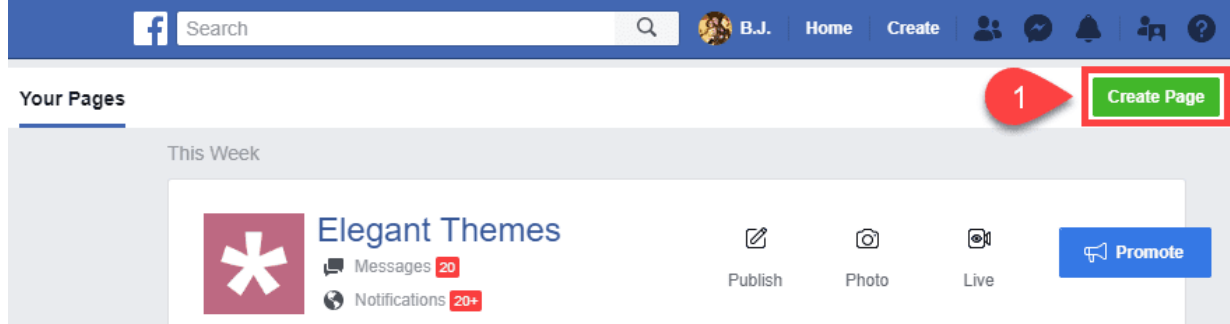 f Search B.J. Home Create ?
Your Pages 1 Create Page
This Week
Elegant Themes
Messages 20
Notifications 20+
Publish Photo Live Promote